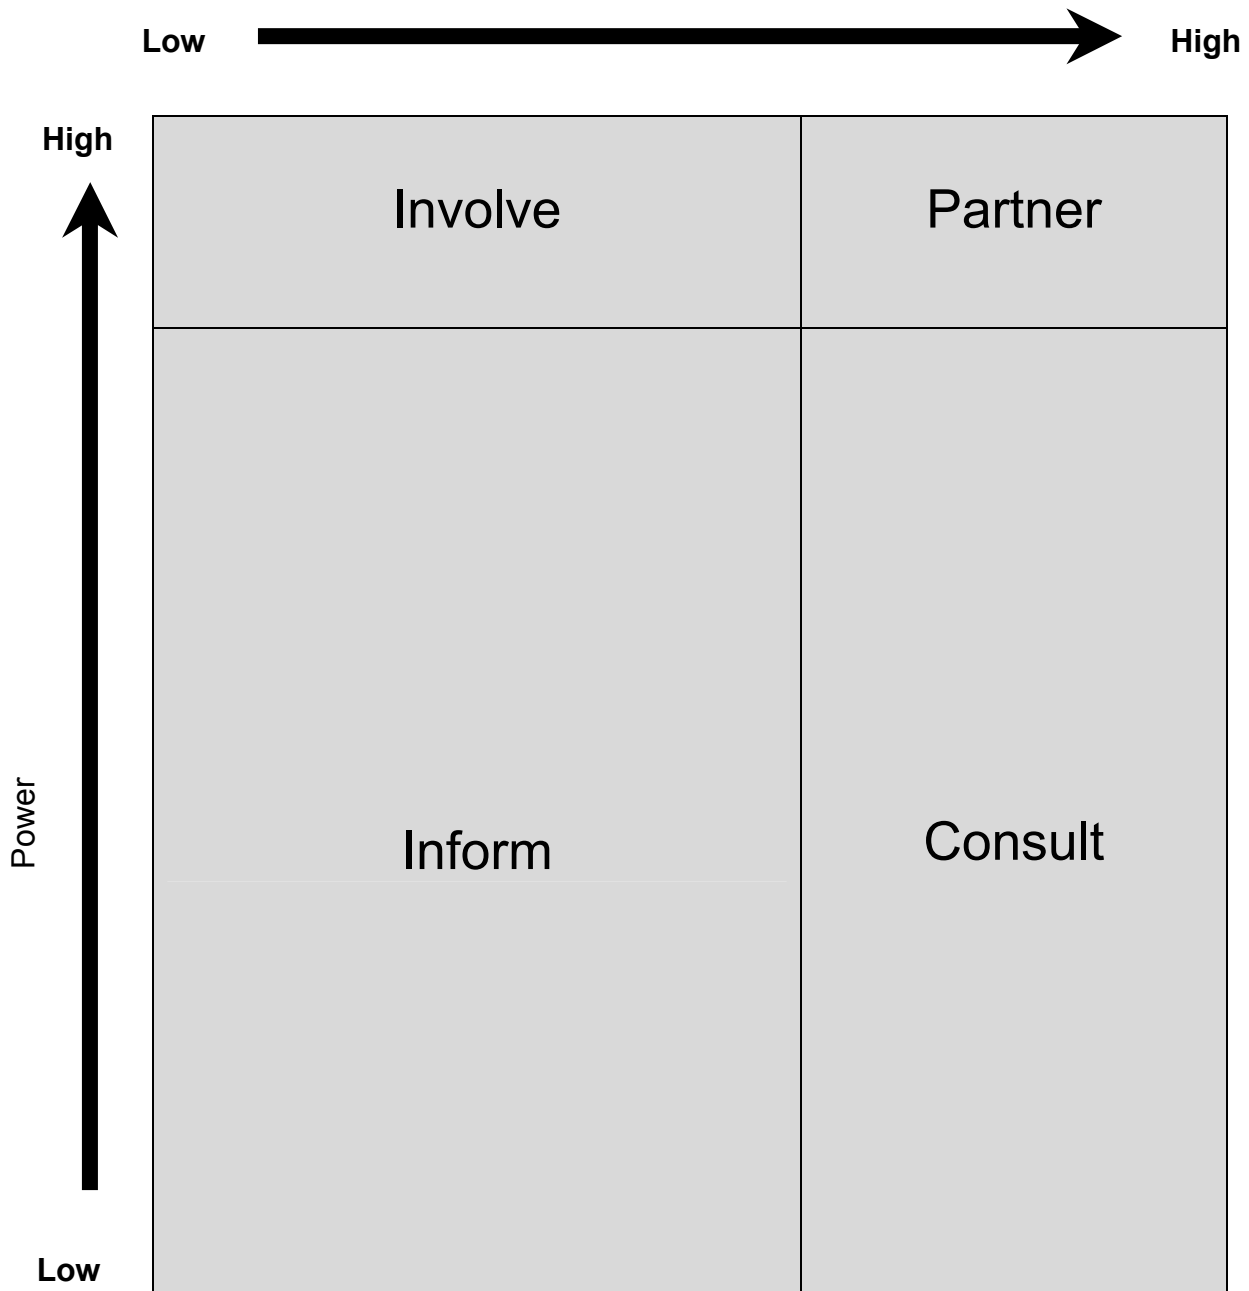 Low High
High
Involve Partner
Power
Inform Consult
Low